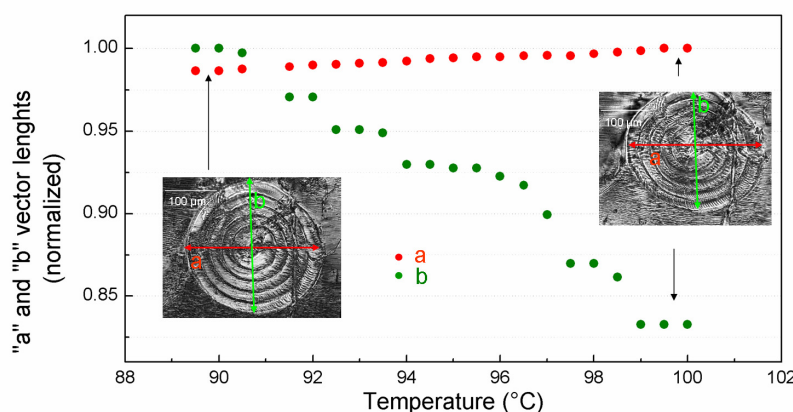 "a" and "b" vector lenghts
(normalized)
1.00
0.95
0.90
0.85
88
90
92
94
96
98
100
102
Temperature (°C)
a
b
100 µm
b
a
100 µm
b
a